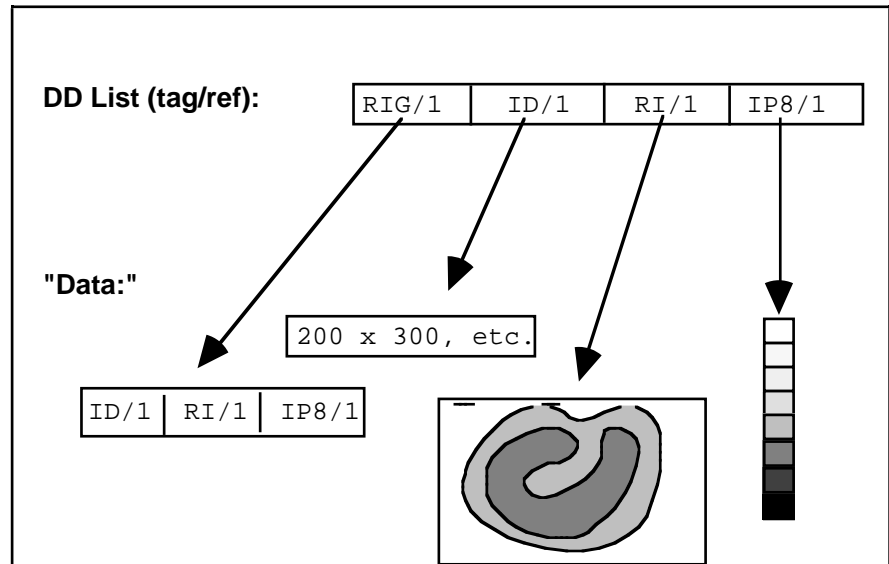 DD List (tag/ref): RIG/1 ID/1 RI/1 IP8/1
"Data:"
200 x 300, etc.
ID/1 RI/1 IP8/1